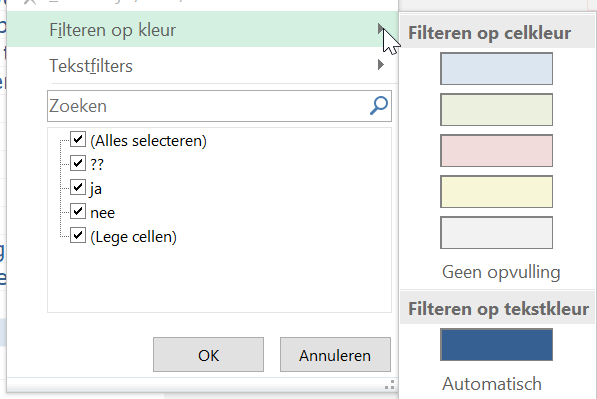 Filteren op kleur
Tekstfilters
Zoeken
(Alles selecteren)
??
ja
nee
(Lege cellen)
OK
Annuleren
Filteren op celkleur
Geen opvulling
Filteren op tekstkleur
Automatisch